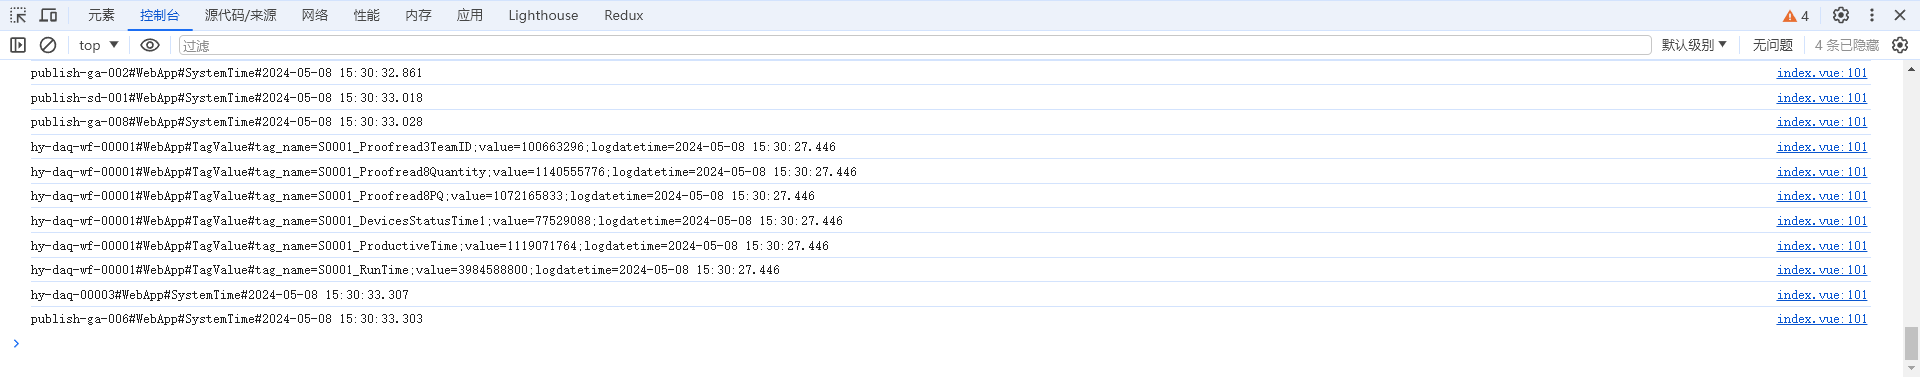 元素 控制台 源代码/来源 网络 性能 内存 应用 Lighthouse Redux 4
top 过滤 默认级别 无问题 4 条已隐藏
publish-ga-002#WebApp#SystemTime#2024-05-08 15:30:32.861 index.vue:101
publish-sd-001#WebApp#SystemTime#2024-05-08 15:30:33.018 index.vue:101
publish-ga-008#WebApp#SystemTime#2024-05-08 15:30:33.028 index.vue:101
hy-daq-wf-00001#WebApp#TagValue#tag_name=S0001_Proofread3TeamID;value=100663296;logdatetime=2024-05-08 15:30:27.446 index.vue:101
hy-daq-wf-00001#WebApp#TagValue#tag_name=S0001_Proofread8Quantity;value=1140555776;logdatetime=2024-05-08 15:30:27.446 index.vue:101
hy-daq-wf-00001#WebApp#TagValue#tag_name=S0001_Proofread8PQ;value=1072165833;logdatetime=2024-05-08 15:30:27.446 index.vue:101
hy-daq-wf-00001#WebApp#TagValue#tag_name=S0001_DevicesStatusTime1;value=77529088;logdatetime=2024-05-08 15:30:27.446 index.vue:101
hy-daq-wf-00001#WebApp#TagValue#tag_name=S0001_ProductiveTime;value=1119071764;logdatetime=2024-05-08 15:30:27.446 index.vue:101
hy-daq-wf-00001#WebApp#TagValue#tag_name=S0001_RunTime;value=3984588800;logdatetime=2024-05-08 15:30:27.446 index.vue:101
hy-daq-00003#WebApp#SystemTime#2024-05-08 15:30:33.307 index.vue:101
publish-ga-006#WebApp#SystemTime#2024-05-08 15:30:33.303 index.vue:101